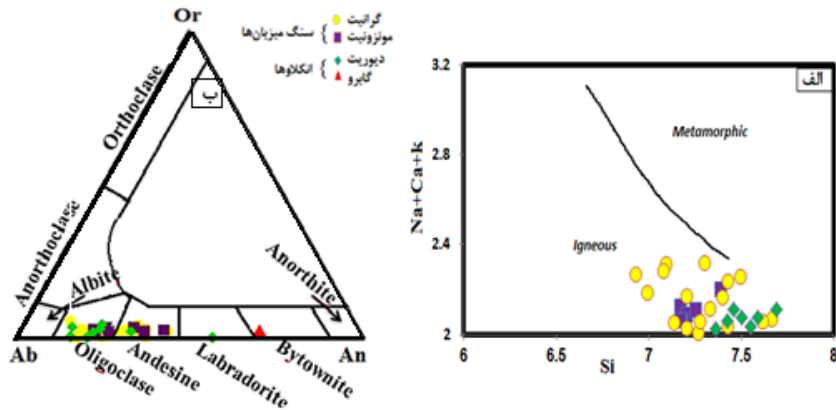 Or
گرانیت
مونزونیت
سنگ میزبان‌ها
دیوریت
گابرو
انکلاوها
ب
Orthoclase
Anorthoclase
Albite
Anorthite
Ab
Oligoclase
Andesine
Labradorite
Bytownite
An
الف
3.2
2.8
2.4
2
Na+Ca+k
Metamorphic
Igneous
6
6.5
7
7.5
8
Si